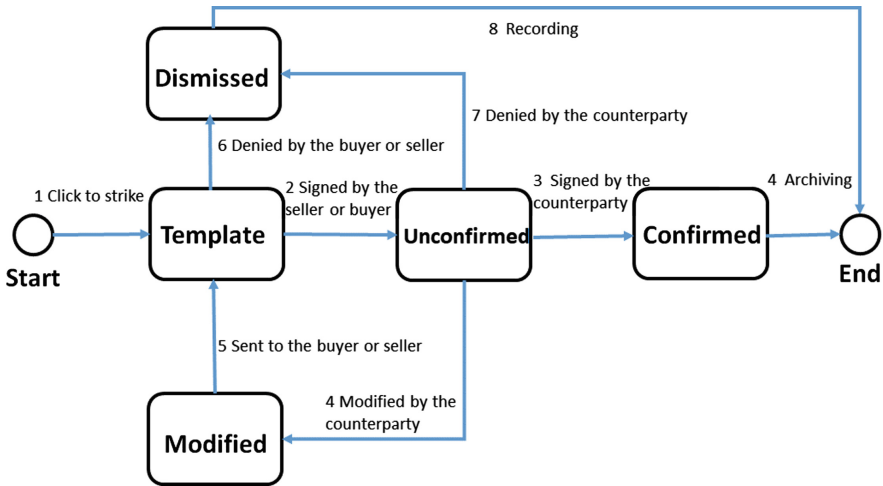 8 Recording
Dismissed
7 Denied by the counterparty
6 Denied by the buyer or seller
1 Click to strike
2 Signed by the
seller or buyer
3 Signed by the
counterparty
4 Archiving
Start
Template
Unconfirmed
Confirmed
End
5 Sent to the buyer or seller
4 Modified by the
counterparty
Modified